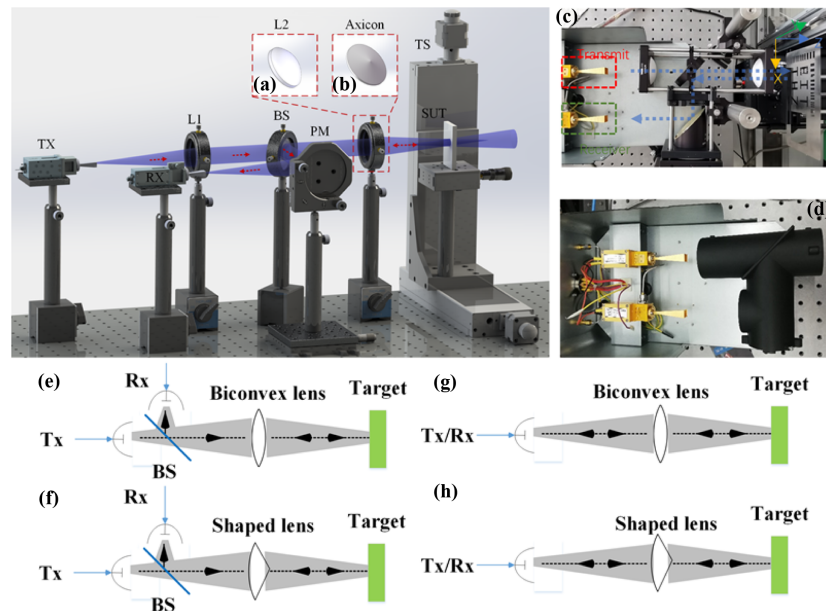 L2
Axicon
(a)
(b)
TS
L1
BS
PM
SUT
TX
RX
(c)
Transmit
X
(d)
(e)
Rx
Biconvex lens
Target
Tx
BS
(g)
Biconvex lens
Target
Tx/Rx
(f)
Rx
Shaped lens
Target
Tx
BS
(h)
Shaped lens
Target
Tx/Rx